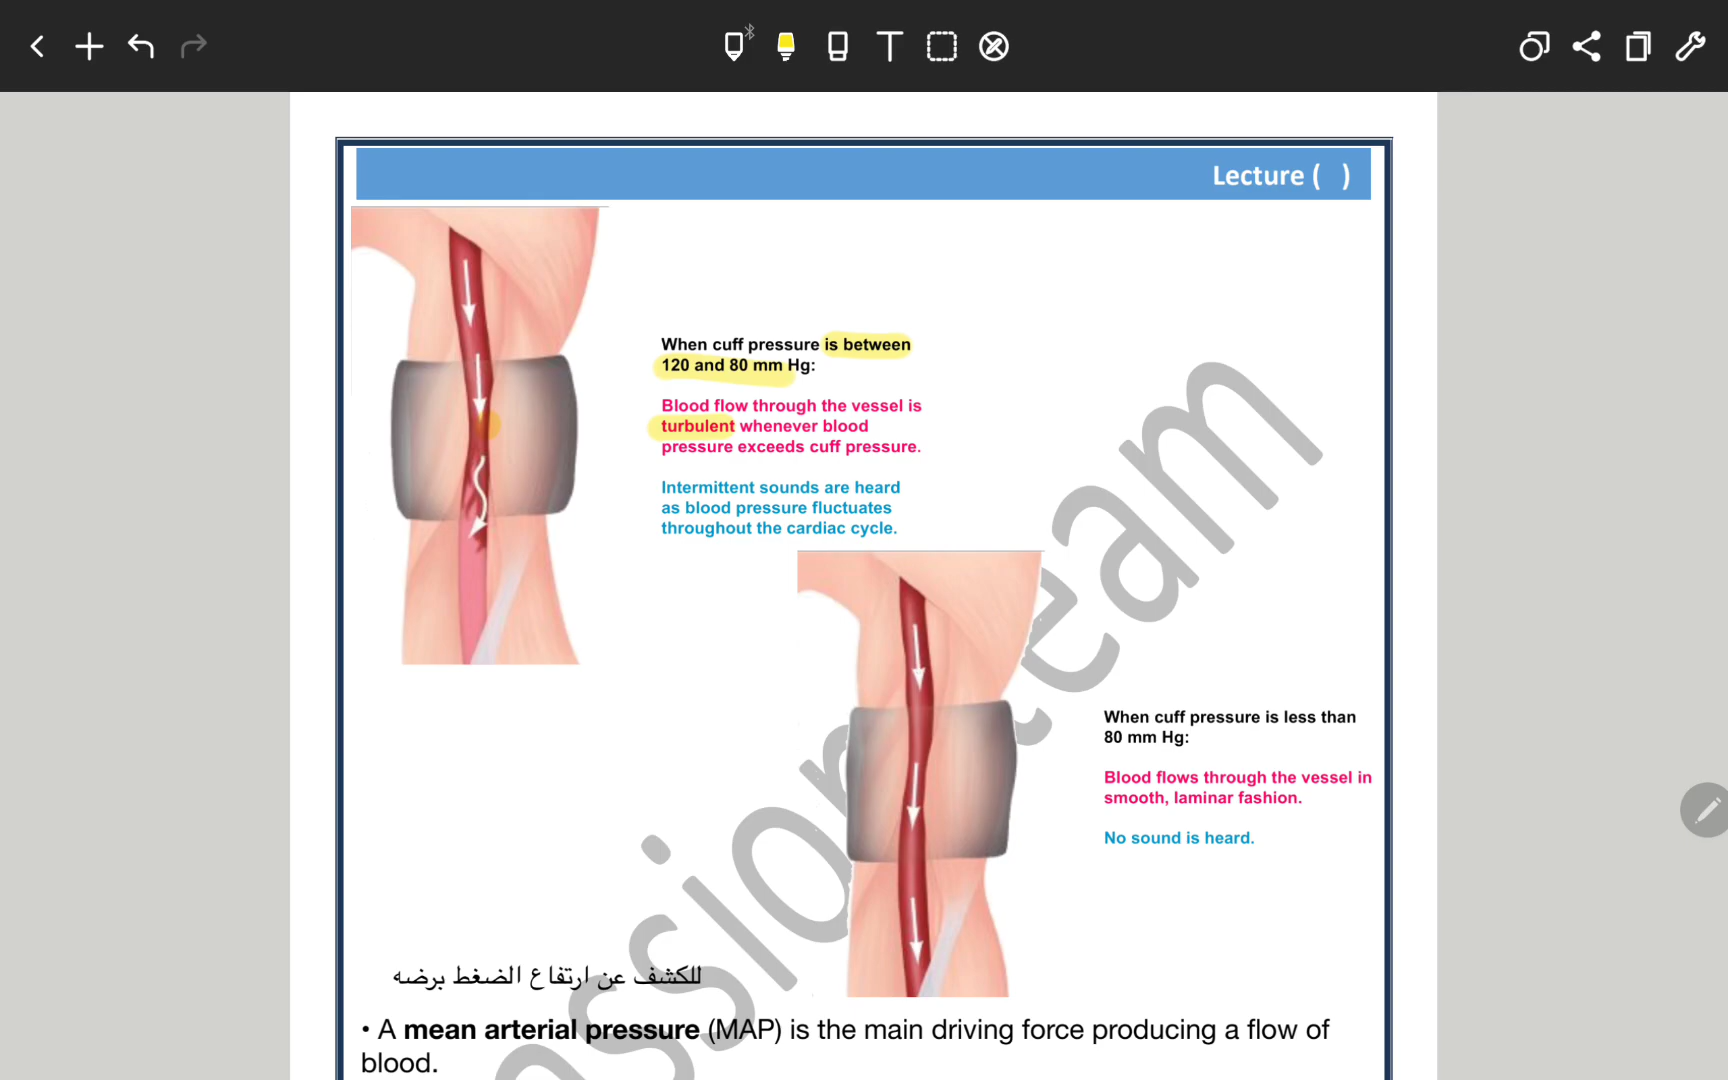 Lecture ( )
When cuff pressure is between
120 and 80 mm Hg:
Blood flow through the vessel is
turbulent whenever blood
pressure exceeds cuff pressure.
Intermittent sounds are heard
as blood pressure fluctuates
throughout the cardiac cycle.
When cuff pressure is less than
80 mm Hg:
Blood flows through the vessel in
smooth, laminar fashion.
No sound is heard.
للكشف عن ارتفاع الضغط برضه
• A mean arterial pressure (MAP) is the main driving force producing a flow of
blood.